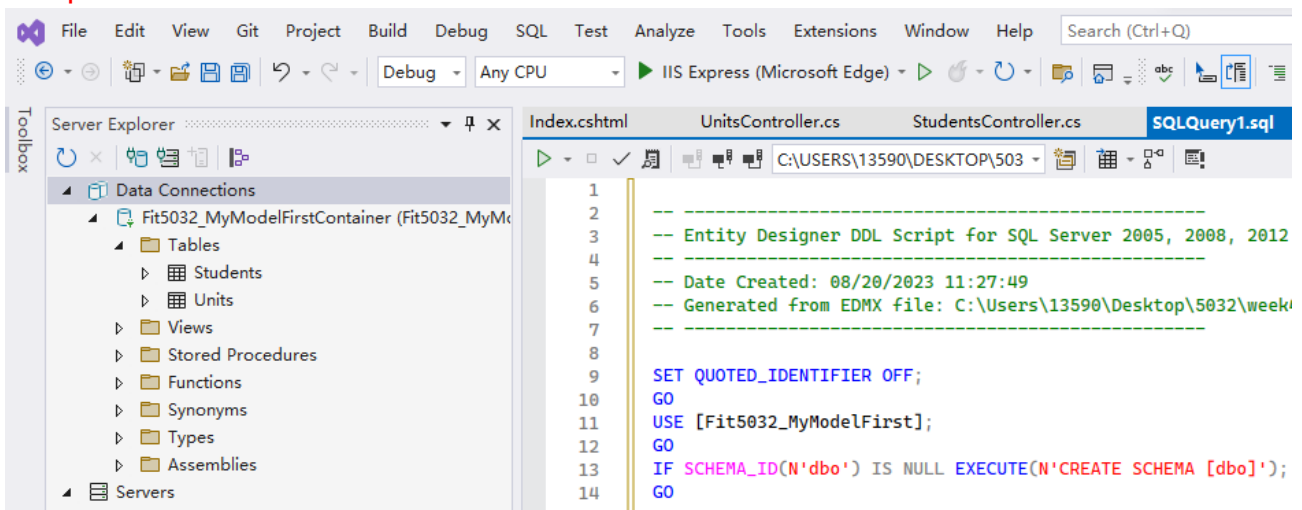 File Edit View Git Project Build Debug SQL Test Analyze Tools Extensions Window Help Search (Ctrl+Q)
Debug Any CPU IIS Express (Microsoft Edge)
Toolbox
Server Explorer
Data Connections
Fit5032_MyModelFirstContainer (Fit5032_MyMo
Tables
Students
Units
Views
Stored Procedures
Functions
Synonyms
Types
Assemblies
Servers
Index.cshtml UnitsController.cs StudentsController.cs SQLQuery1.sql
C:\USERS\13590\DESKTOP\503
1
2 -- --------------------------------------------------
3 -- Entity Designer DDL Script for SQL Server 2005, 2008, 2012
4 -- --------------------------------------------------
5 -- Date Created: 08/20/2023 11:27:49
6 -- Generated from EDMX file: C:\Users\13590\Desktop\5032\week4
7 -- --------------------------------------------------
8
9 SET QUOTED_IDENTIFIER OFF;
10 GO
11 USE [Fit5032_MyModelFirst];
12 GO
13 IF SCHEMA_ID(N'dbo') IS NULL EXECUTE(N'CREATE SCHEMA [dbo]');
14 GO